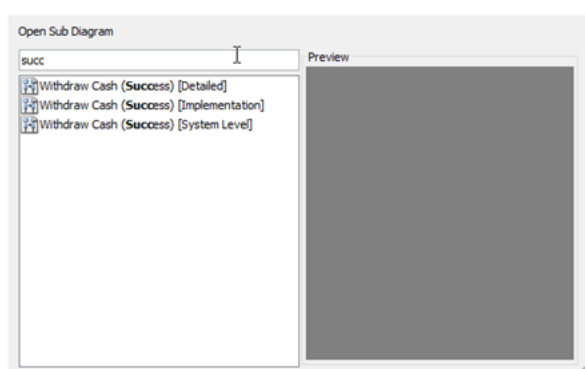 Open Sub Diagram
succ
Preview
Withdraw Cash (Success) [Detailed]
Withdraw Cash (Success) [Implementation]
Withdraw Cash (Success) [System Level]